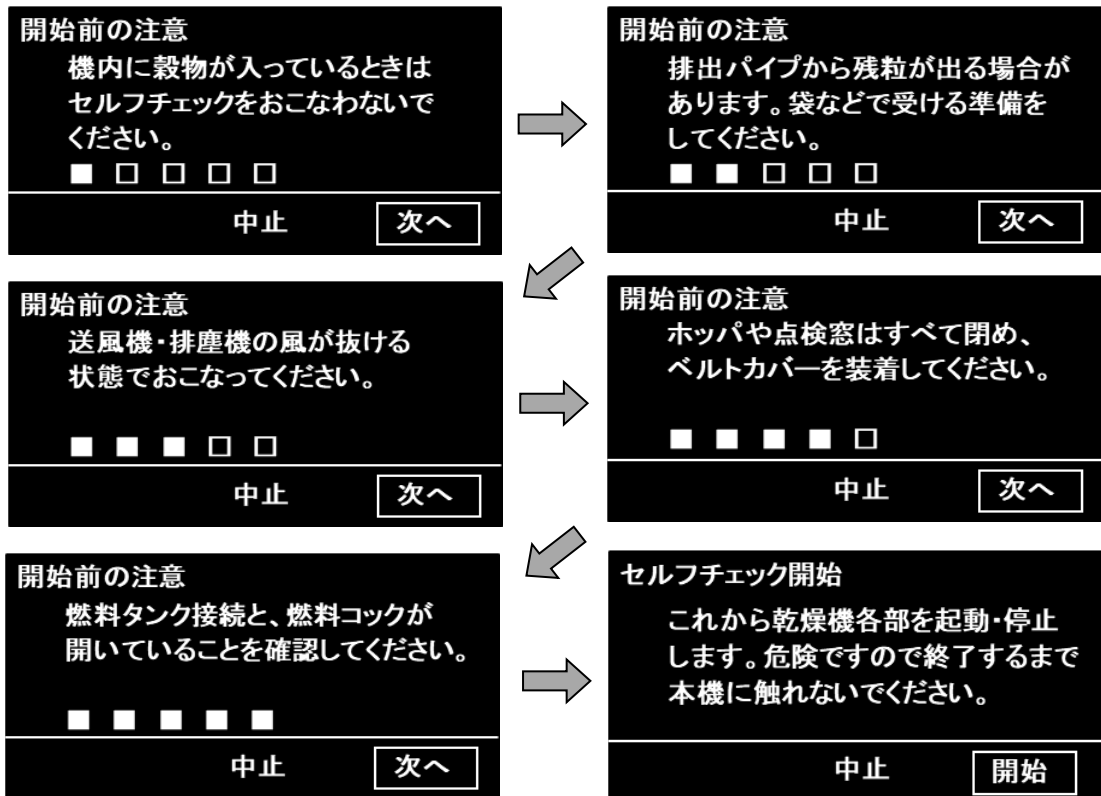 開始前の注意
機内に穀物が入っているときは
セルフチェックをおこなわないで
ください。
■ □ □ □ □
中止 次へ
開始前の注意
排出パイプから残粒が出る場合が
あります。袋などで受ける準備を
してください。
■ ■ □ □ □
中止 次へ
開始前の注意
送風機・排塵機の風が抜ける
状態でおこなってください。
■ ■ ■ □ □
中止 次へ
開始前の注意
ホッパや点検窓はすべて閉め、
ベルトカバーを装着してください。
■ ■ ■ ■ □
中止 次へ
開始前の注意
燃料タンク接続と、燃料コックが
開いていることを確認してください。
■ ■ ■ ■ ■
中止 次へ
セルフチェック開始
これから乾燥機各部を起動・停止
します。危険ですので終了するまで
本機に触れないでください。
中止 開始